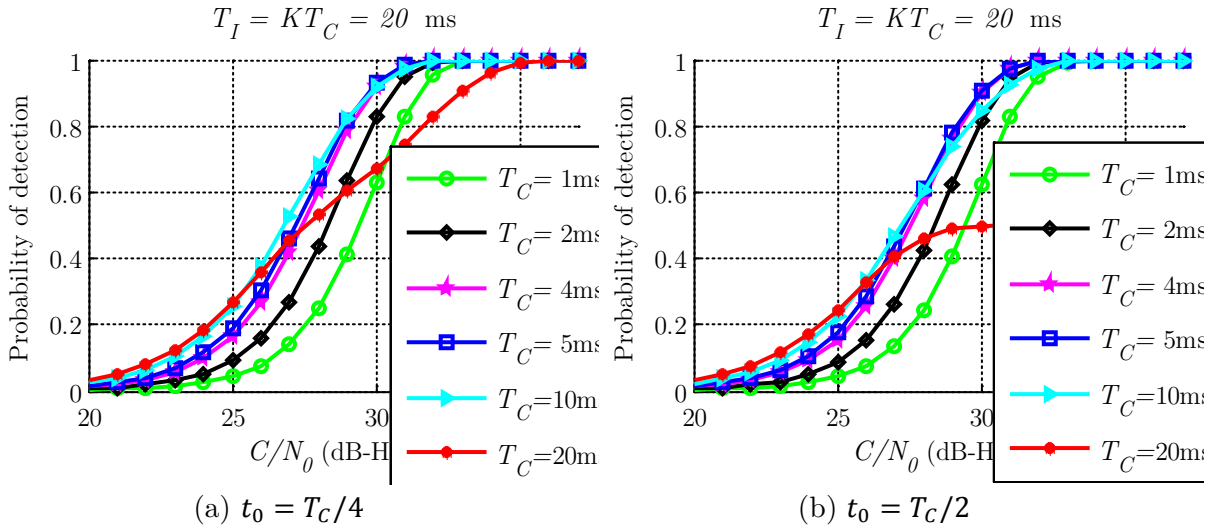 T_I = KT_C = 20 ms
Probability of detection
1
0.8
0.6
0.4
0.2
0
20
25
30
C/N_0 (dB-H
T_C= 1ms
T_C= 2ms
T_C= 4ms
T_C= 5ms
T_C=10m
T_C=20m
(a) t_0 = T_C/4
T_I = KT_C = 20 ms
Probability of detection
1
0.8
0.6
0.4
0.2
0
20
25
30
C/N_0 (dB-H
T_C= 1ms
T_C= 2ms
T_C= 4ms
T_C= 5ms
T_C=10ms
T_C=20ms
(b) t_0 = T_C/2